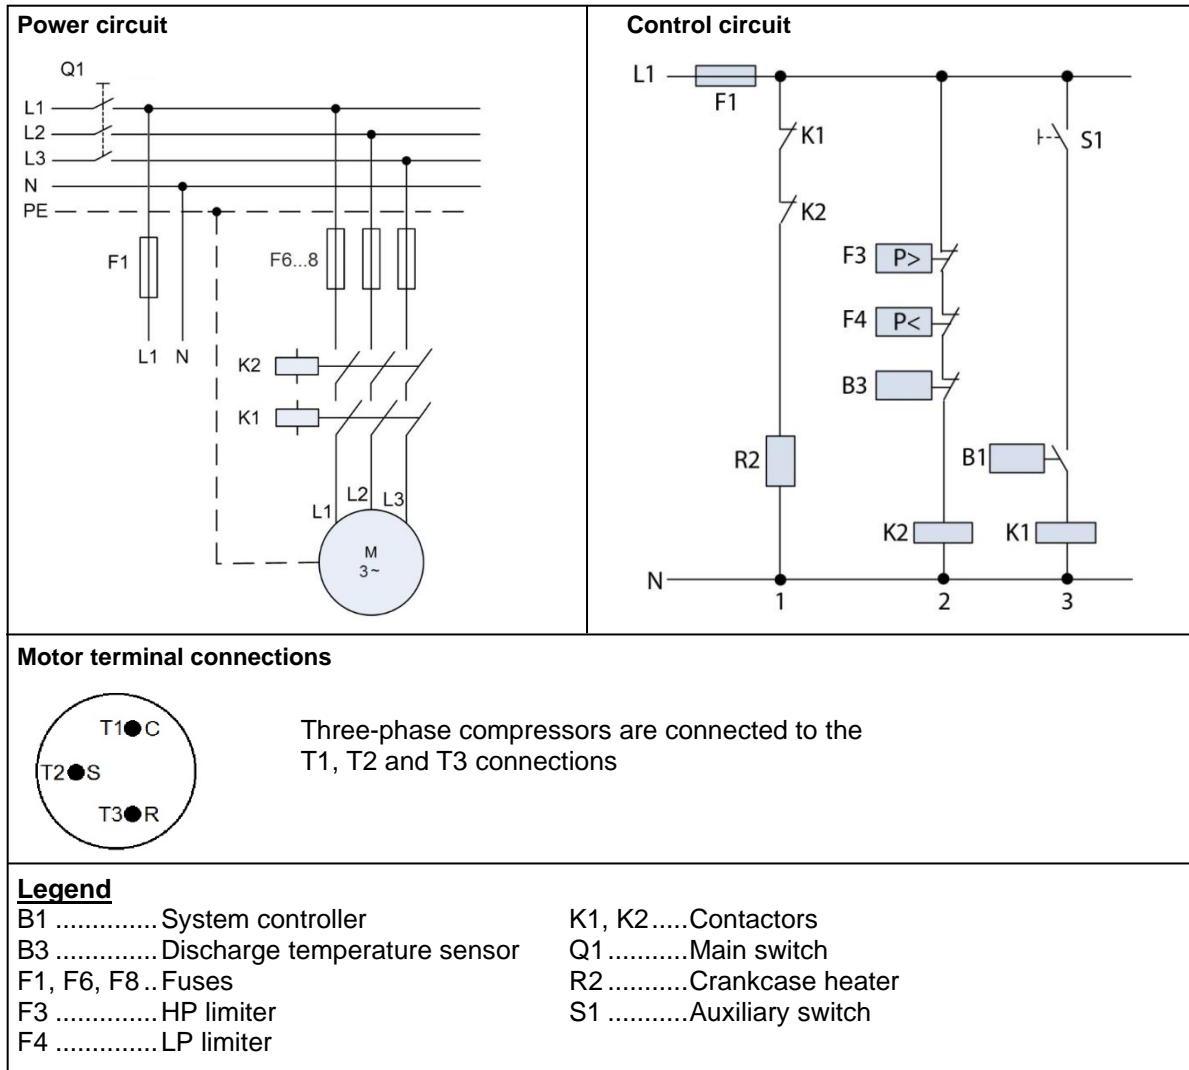 Power circuit
Q1
L1
L2
L3
N
PE
F1
F6...8
L1 N
K2
K1
L1 L2 L3
M
3~
Control circuit
L1
F1
K1
S1
K2
F3 P>
F4 P<
B3
R2
B1
K2
K1
N
1 2 3
Motor terminal connections
T1 C
T2 S
T3 R
Three-phase compressors are connected to the
T1, T2 and T3 connections
Legend
B1 .............. System controller
B3 .............. Discharge temperature sensor
F1, F6, F8 .. Fuses
F3 .............. HP limiter
F4 .............. LP limiter
K1, K2 ..... Contactors
Q1 ........... Main switch
R2 ........... Crankcase heater
S1 ........... Auxiliary switch